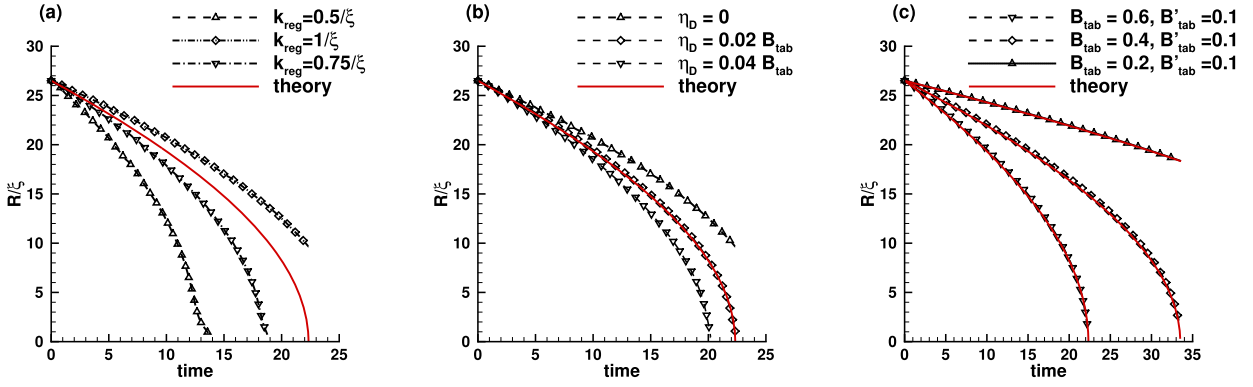 (a)
k_reg=0.5/ξ
k_reg=1/ξ
k_reg=0.75/ξ
theory
30
25
20
15
10
5
0
R/ξ
0 5 10 15 20 25
time
(b)
η_D = 0
η_D = 0.02 B_tab
η_D = 0.04 B_tab
theory
30
25
20
15
10
5
0
R/ξ
0 5 10 15 20 25
time
(c)
B_tab = 0.6, B'_tab =0.1
B_tab = 0.4, B'_tab =0.1
B_tab = 0.2, B'_tab =0.1
theory
30
25
20
15
10
5
0
R/ξ
0 5 10 15 20 25 30 35
time